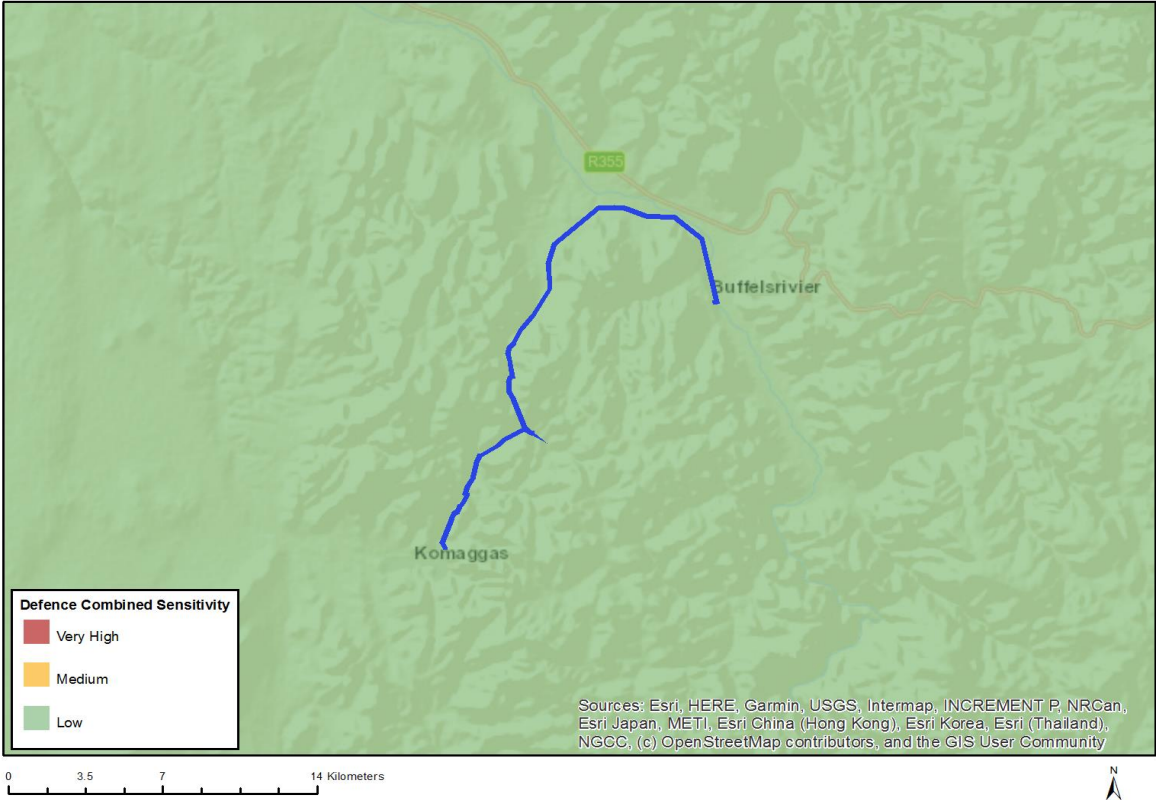 R355
Buffelsrivier
Komaggas
Defence Combined Sensitivity
Very High
Medium
Low
Sources: Esri, HERE, Garmin, USGS, Intermap, INCREMENT P, NRCan,
Esri Japan, METI, Esri China (Hong Kong), Esri Korea, Esri (Thailand),
NGCC, (c) OpenStreetMap contributors, and the GIS User Community
0 3.5 7 14 Kilometers
N